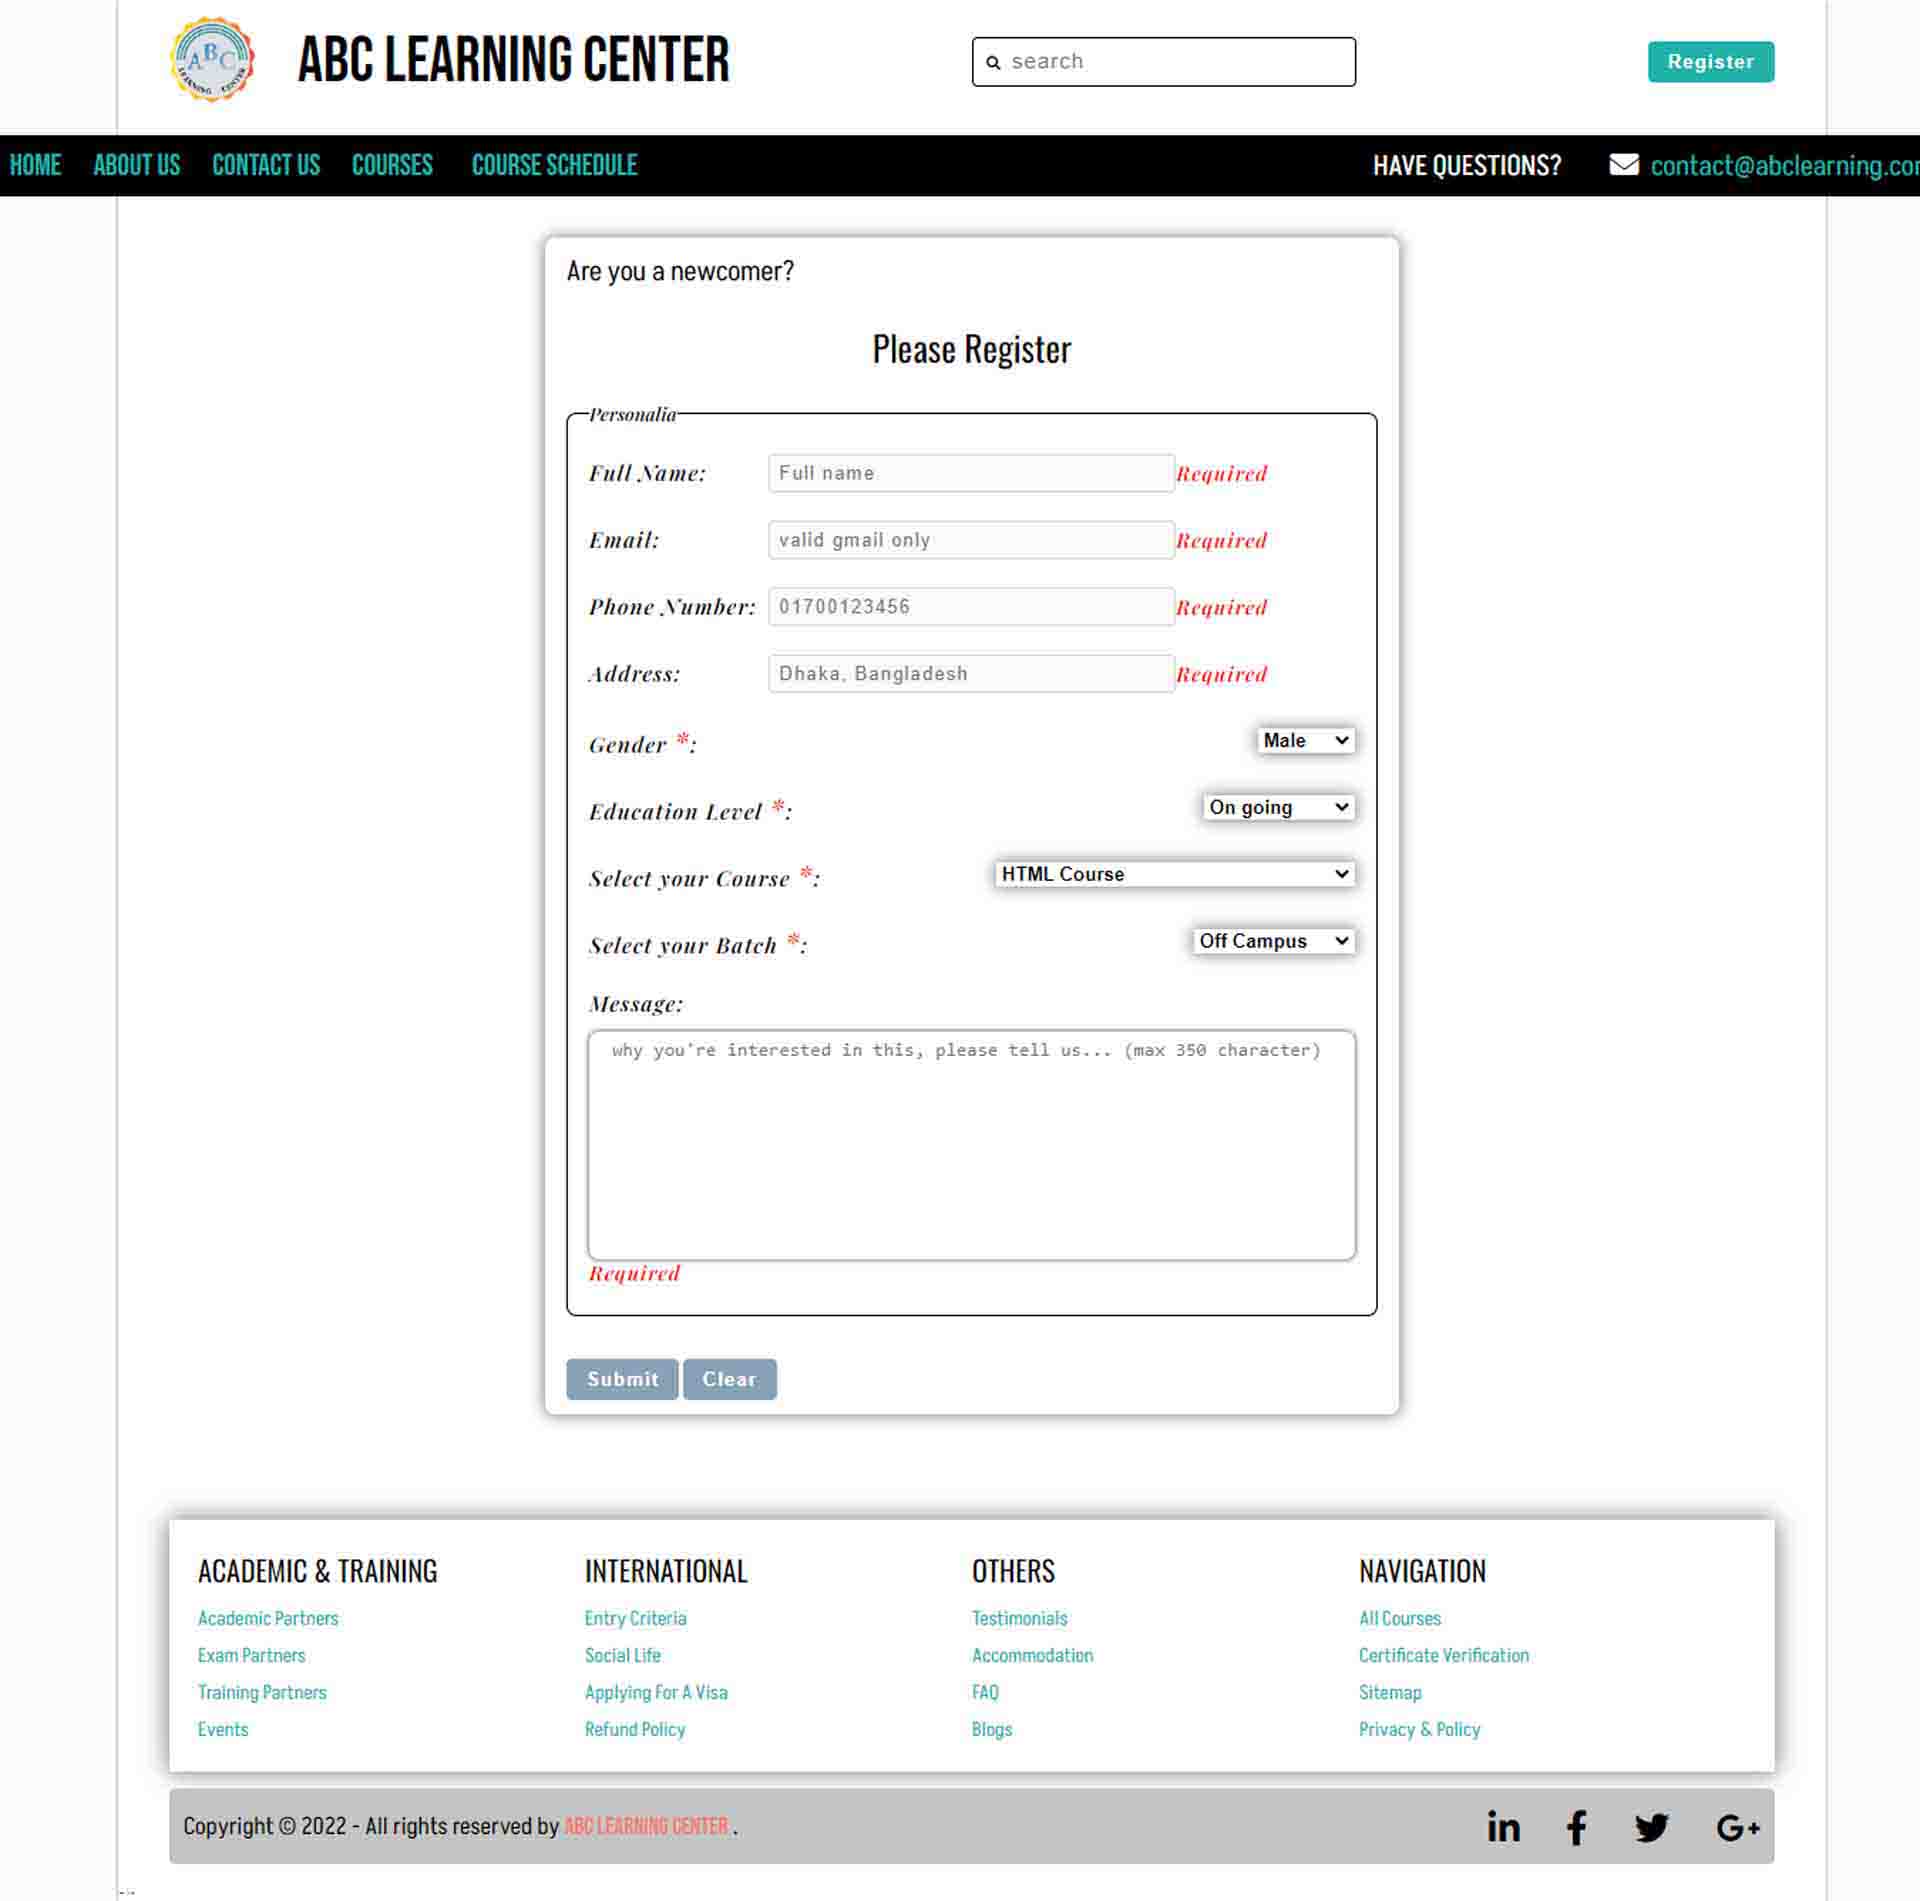 ABC LEARNING CENTER
ABC LEARNING CENTER
search
Register
HOME ABOUT US CONTACT US COURSES COURSE SCHEDULE HAVE QUESTIONS? contact@abclearning.com
Are you a newcomer?
Please Register
Personalia
Full Name: Full name Required
Email: valid gmail only Required
Phone Number: 01700123456 Required
Address: Dhaka, Bangladesh Required
Gender *: Male
Education Level *: On going
Select your Course *: HTML Course
Select your Batch *: Off Campus
Message:
why you're interested in this, please tell us... (max 350 character)
Required
Submit Clear
ACADEMIC & TRAINING
Academic Partners
Exam Partners
Training Partners
Events
INTERNATIONAL
Entry Criteria
Social Life
Applying For A Visa
Refund Policy
OTHERS
Testimonials
Accommodation
FAQ
Blogs
NAVIGATION
All Courses
Certificate Verification
Sitemap
Privacy & Policy
Copyright © 2022 - All rights reserved by ABC LEARNING CENTER .
in f G+
-->